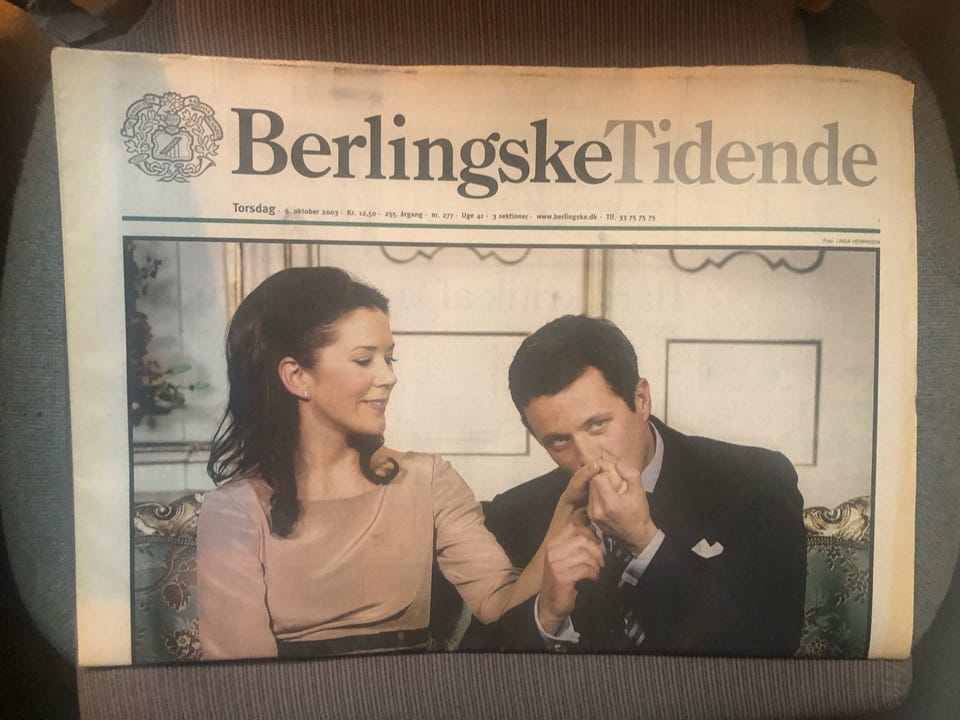 BerlingskeTidende
Torsdag · 9. oktober 2003 · Kr. 12,50 · 255. årgang · nr. 277 · Uge 41 · 3 sektioner · www.berlingske.dk · Tlf. 33 75 75 75
Foto: LINDA HENRIKSEN